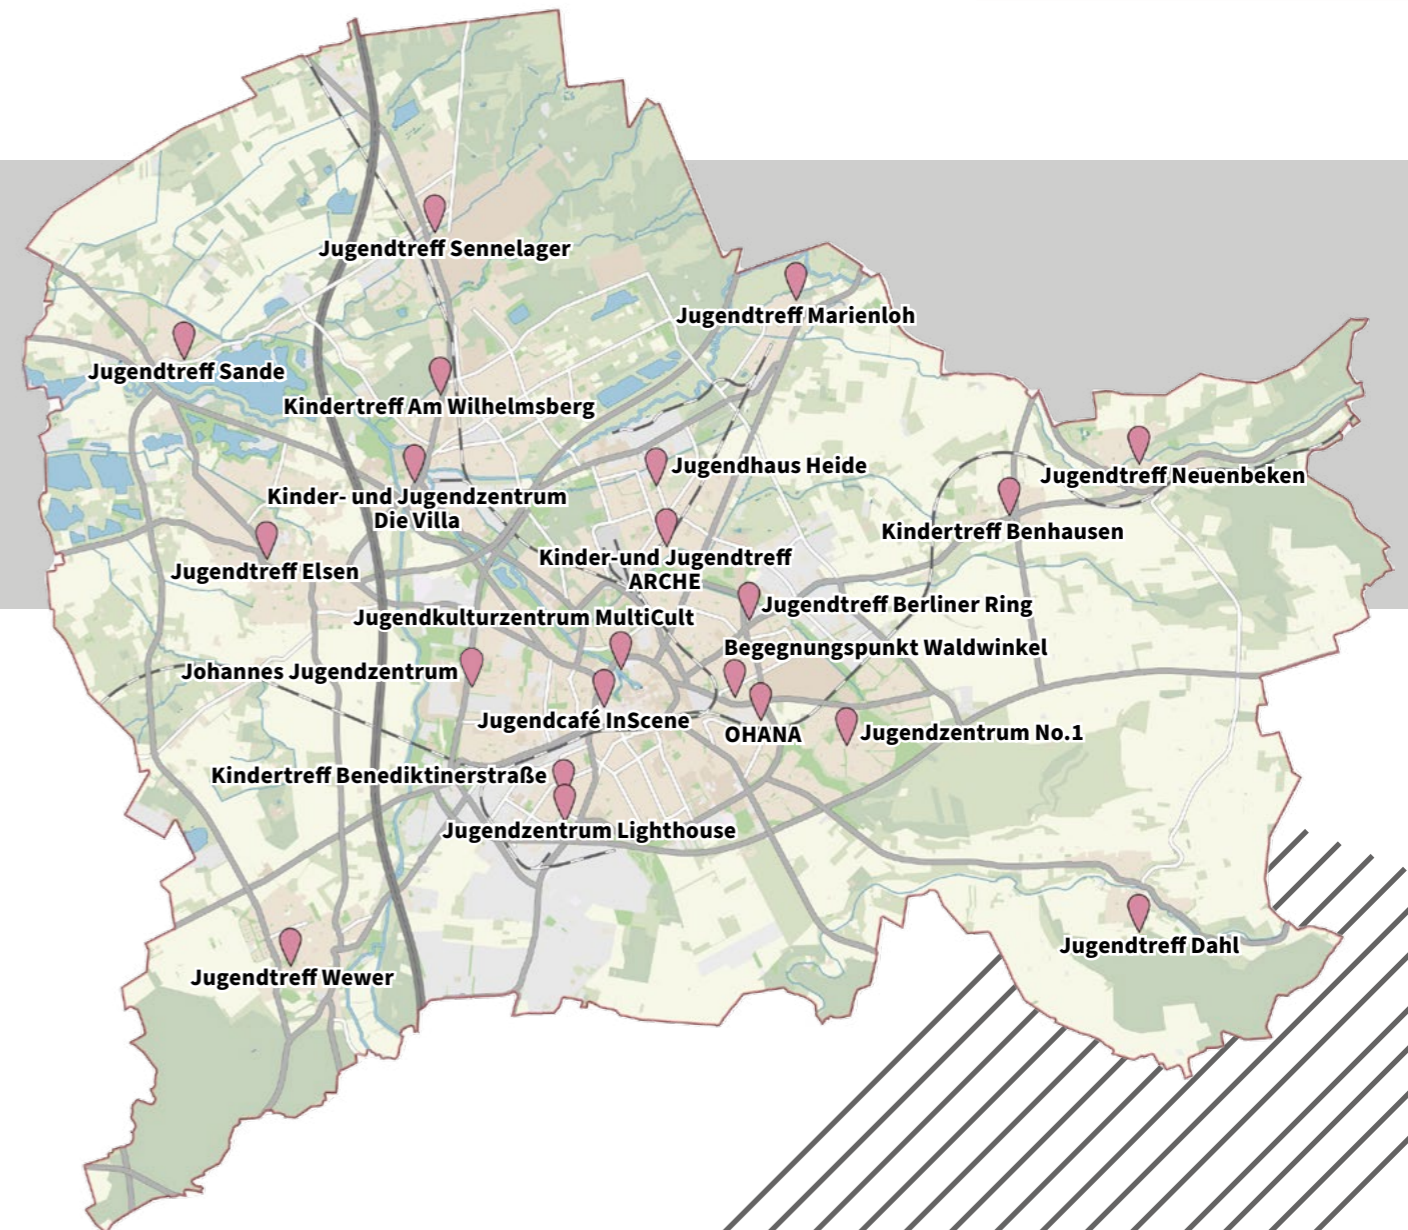 Jugendtreff Sennelager
Jugendtreff Marienloh
Jugendtreff Sande
Kindertreff Am Wilhelmsberg
Jugendhaus Heide
Jugendtreff Neuenbeken
Kinder- und Jugendzentrum
Die Villa
Kindertreff Benhausen
Kinder-und Jugendtreff
ARCHE
Jugendtreff Elsen
Jugendtreff Berliner Ring
Jugendkulturzentrum MultiCult
Begegnungspunkt Waldwinkel
Johannes Jugendzentrum
Jugendcafé InScene
OHANA
Jugendzentrum No.1
Kindertreff Benediktinerstraße
Jugendzentrum Lighthouse
Jugendtreff Dahl
Jugendtreff Wewer